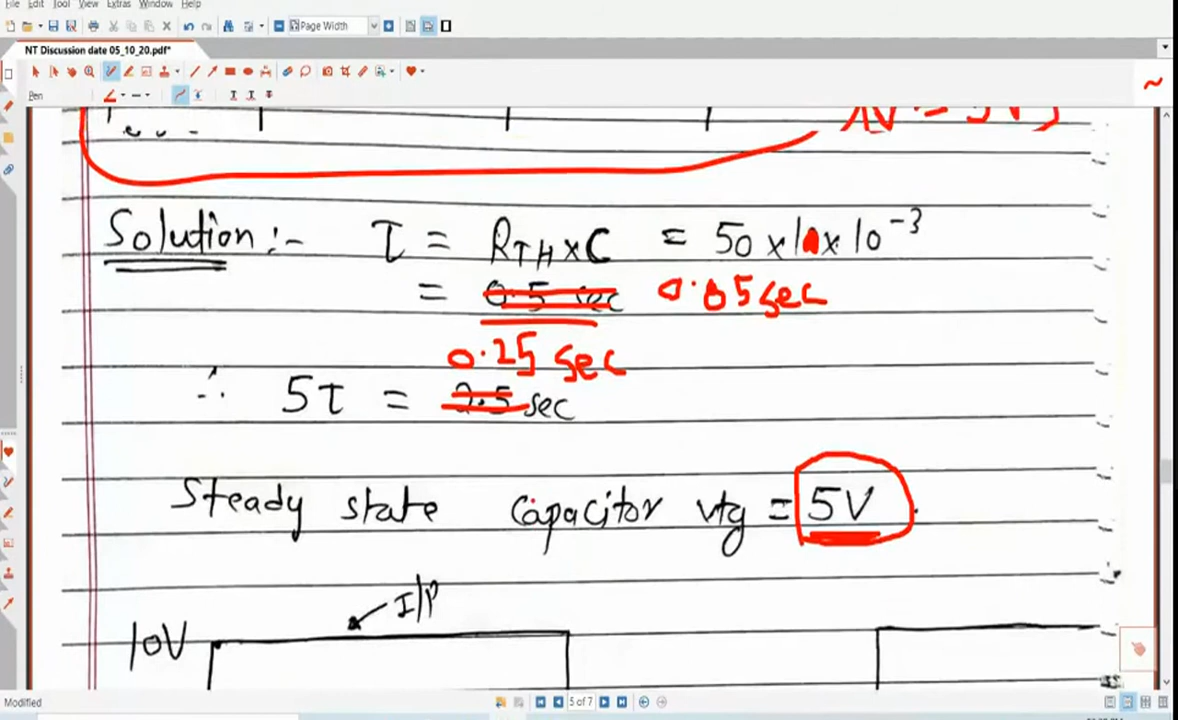 File Edit Tool View Bookmarks Extras Window Help
Page Width
NT Discussion date 05_10_20.pdf*
Pen
Solution :- τ = RTH×C = 50×1×10⁻³
= 0.5 sec 0.05 sec
0.25 sec
∴ 5τ = 2.5 sec
Steady state capacitor vtg = 5V.
I/P
10V
Modified
5 of 7